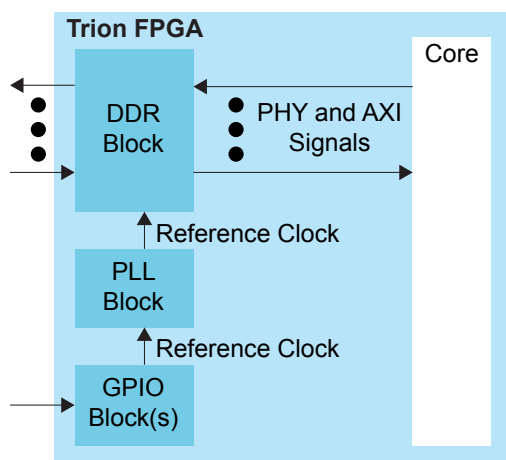 Trion FPGA
Core
DDR
Block
PHY and AXI
Signals
Reference Clock
PLL
Block
Reference Clock
GPIO
Block(s)